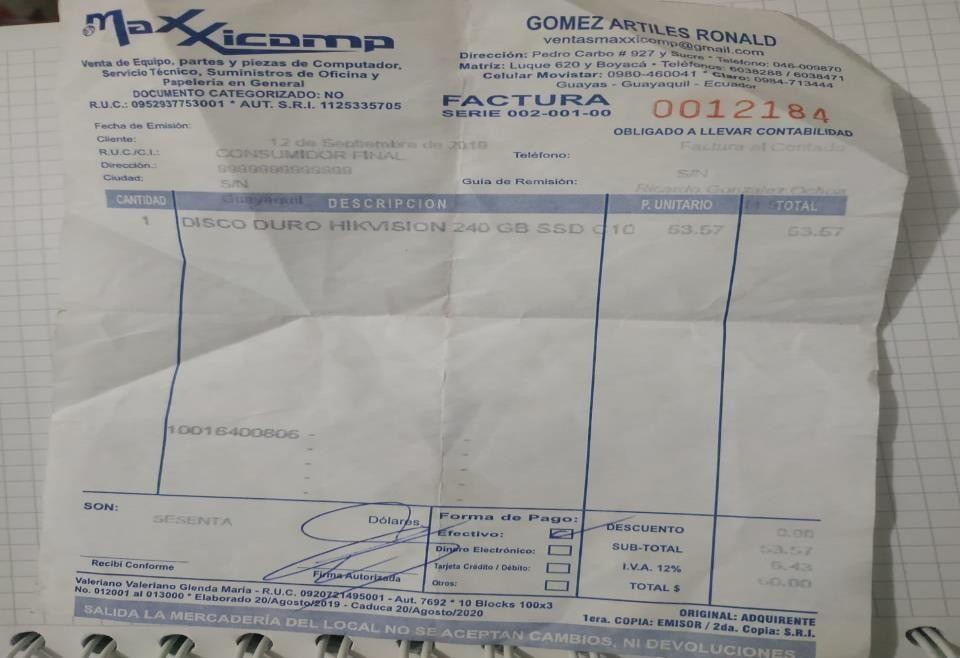 Maxxicomp
Venta de Equipo, partes y piezas de Computador,
Servicio Técnico, Suministros de Oficina y
Papelería en General
DOCUMENTO CATEGORIZADO: NO
R.U.C.: 0952937753001 * AUT. S.R.I. 1125335705
GOMEZ ARTILES RONALD
ventasmaxxicomp@gmail.com
Dirección: Pedro Carbo # 927 y Sucre • Teléfono: 046-009870
Matriz: Luque 620 y Boyacá • Teléfonos: 6038288 / 6038471
Celular Movistar: 0980-460041 * Claro: 0984-713444
Guayas - Guayaquil - Ecuador
FACTURA
SERIE 002-001-00
0012184
OBLIGADO A LLEVAR CONTABILIDAD
Fecha de Emisión: 12 de Septiembre de 2019
Factura al Contado
Cliente: CONSUMIDOR FINAL
R.U.C./C.I.: 9999999999999
Teléfono: S/N
Dirección.: S/N
Guía de Remisión:
Ricardo Gonzalez Ochoa
Ciudad: Guayaquil
CANTIDAD DESCRIPCION P. UNITARIO TOTAL
1 DISCO DURO HIKVISION 240 GB SSD C10 53.57 53.57
10016400806 -
SON: SESENTA Dólares
Forma de Pago:
Efectivo:
Dinero Electrónico:
Tarjeta Crédito / Débito:
Otros:
DESCUENTO 0.00
SUB-TOTAL 53.57
I.V.A. 12% 6.43
TOTAL $ 60.00
Recibí Conforme
Firma Autorizada
Valeriano Valeriano Glenda María - R.U.C. 0920721495001 - Aut. 7692 * 10 Blocks 100x3
No. 012001 al 013000 * Elaborado 20/Agosto/2019 - Caduca 20/Agosto/2020
ORIGINAL: ADQUIRENTE
1era. COPIA: EMISOR / 2da. Copia: S.R.I.
SALIDA LA MERCADERÍA DEL LOCAL NO SE ACEPTAN CAMBIOS, NI DEVOLUCIONES